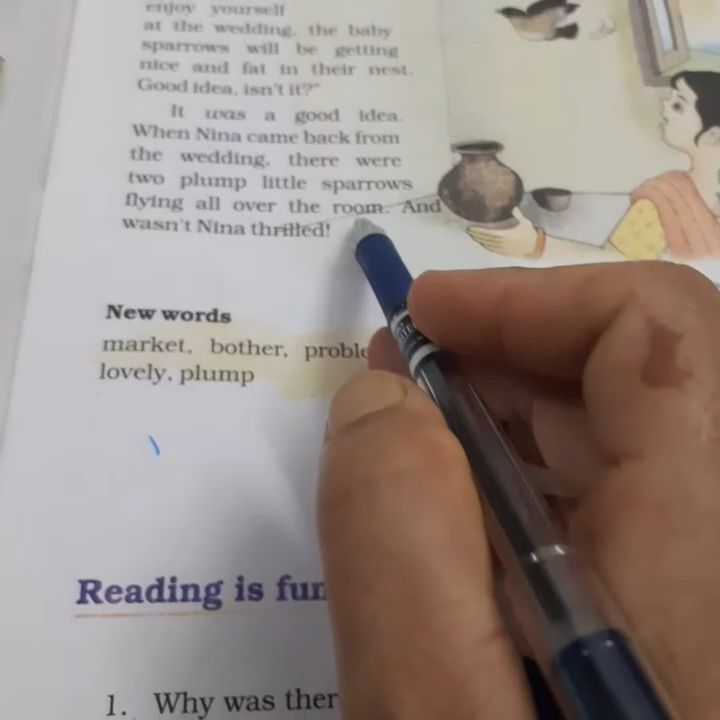 enjoy yourself
at the wedding, the baby
sparrows will be getting
nice and fat in their nest.
Good idea, isn't it?"
It was a good idea.
When Nina came back from
the wedding, there were
two plump little sparrows
flying all over the room. And
wasn't Nina thrilled!
New words
market, bother,
lovely, plump
Reading is
1. Why was